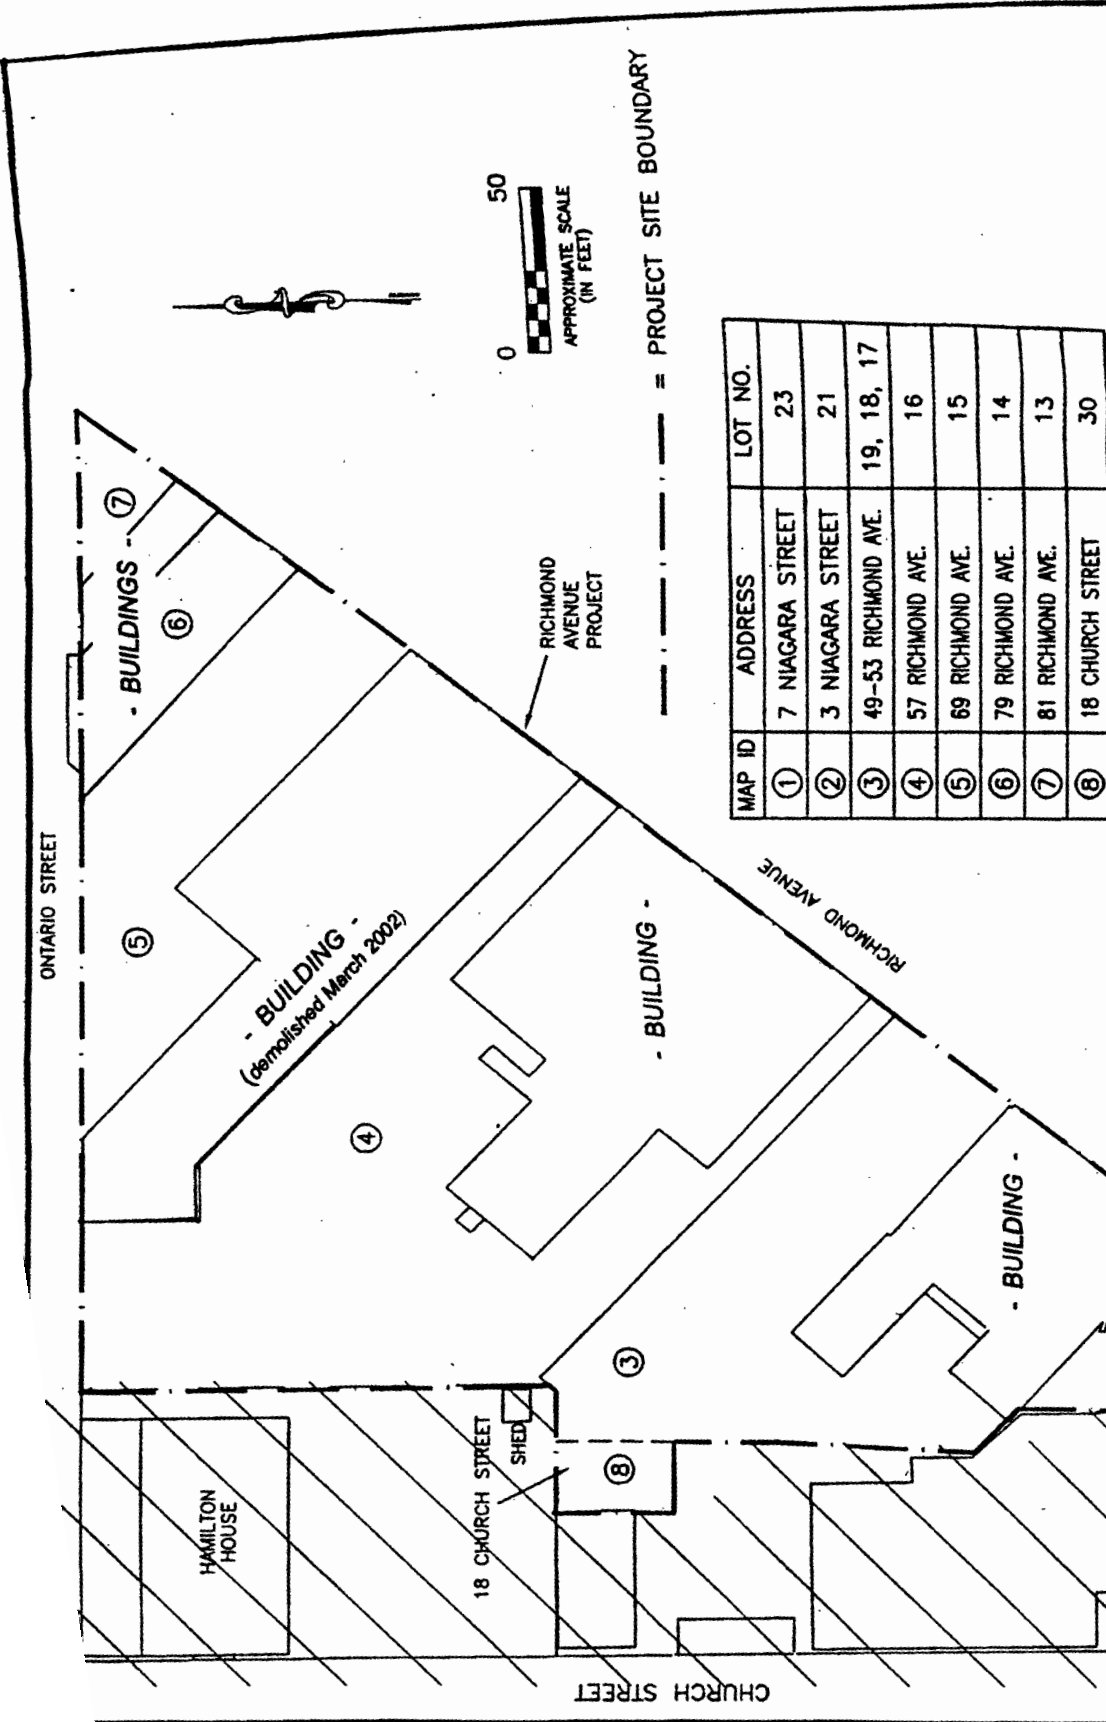 ONTARIO STREET
HAMILTON
HOUSE
18 CHURCH STREET
SHED
⑧
CHURCH STREET
③
④
⑤
- BUILDING -
(demolished March 2002)
- BUILDINGS -
⑥
⑦
- BUILDING -
- BUILDING -
RICHMOND AVENUE
RICHMOND
AVENUE
PROJECT
0 50
APPROXIMATE SCALE
(IN FEET)
= PROJECT SITE BOUNDARY
MAP ID ADDRESS LOT NO.
① 7 NIAGARA STREET 23
② 3 NIAGARA STREET 21
③ 49-53 RICHMOND AVE. 19, 18, 17
④ 57 RICHMOND AVE. 16
⑤ 69 RICHMOND AVE. 15
⑥ 79 RICHMOND AVE. 14
⑦ 81 RICHMOND AVE. 13
⑧ 18 CHURCH STREET 30